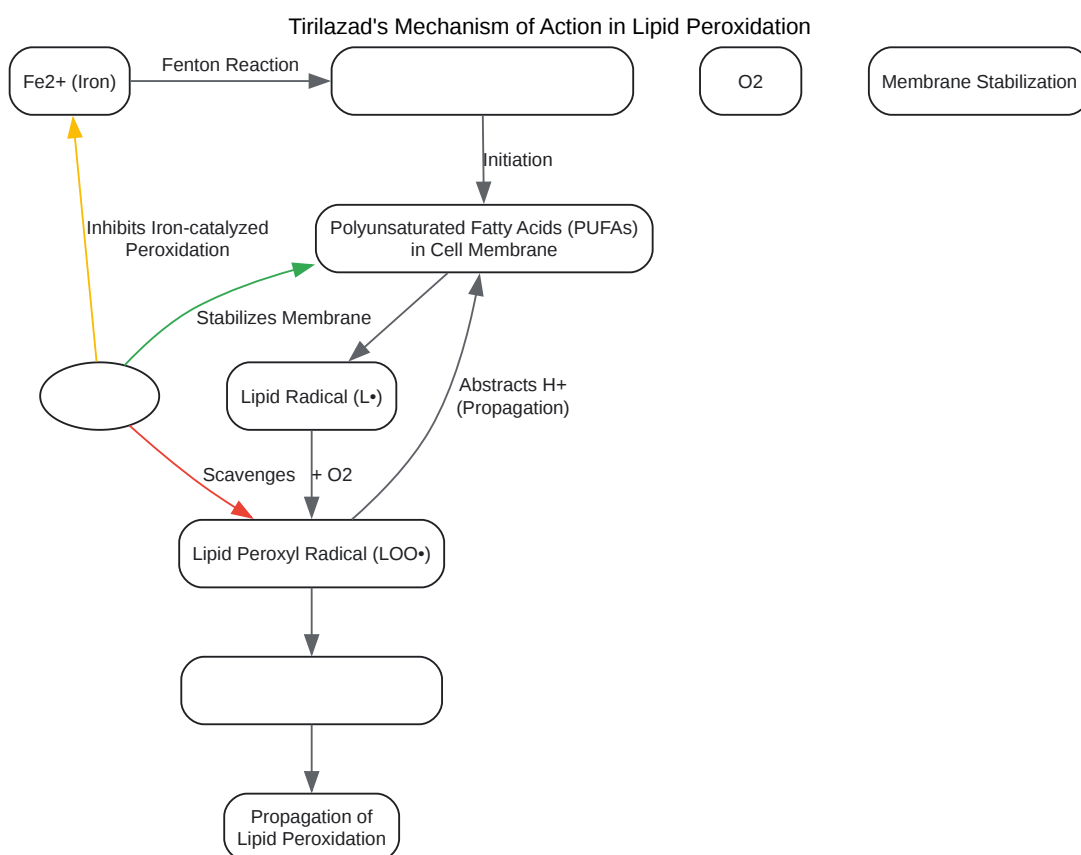 Tirilazad's Mechanism of Action in Lipid Peroxidation
Fe2+ (Iron)
Fenton Reaction
O2
Membrane Stabilization
Initiation
Polyunsaturated Fatty Acids (PUFAs)
in Cell Membrane
Inhibits Iron-catalyzed
Peroxidation
Stabilizes Membrane
Lipid Radical (L•)
Abstracts H+
(Propagation)
Scavenges
+ O2
Lipid Peroxyl Radical (LOO•)
Propagation of
Lipid Peroxidation